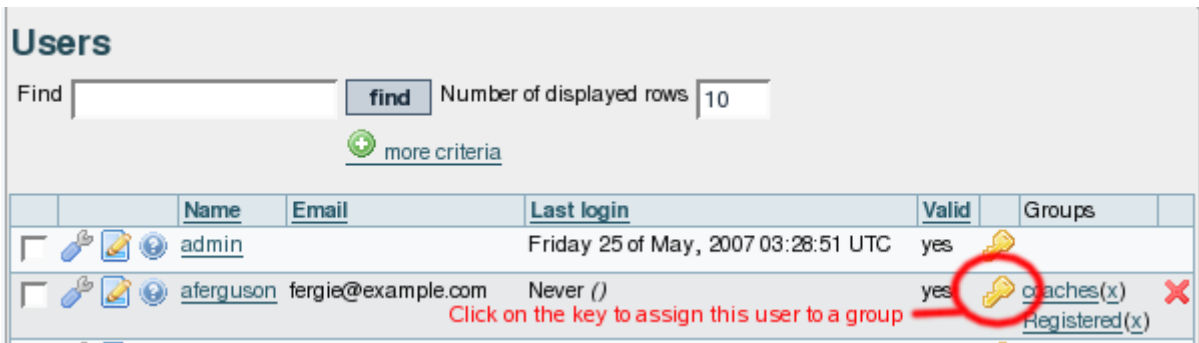 Users
Find find Number of displayed rows 10
more criteria
Name Email Last login Valid Groups
admin Friday 25 of May, 2007 03:28:51 UTC yes
aferguson fergie@example.com Never () yes coaches(x)
Click on the key to assign this user to a group Registered(x)